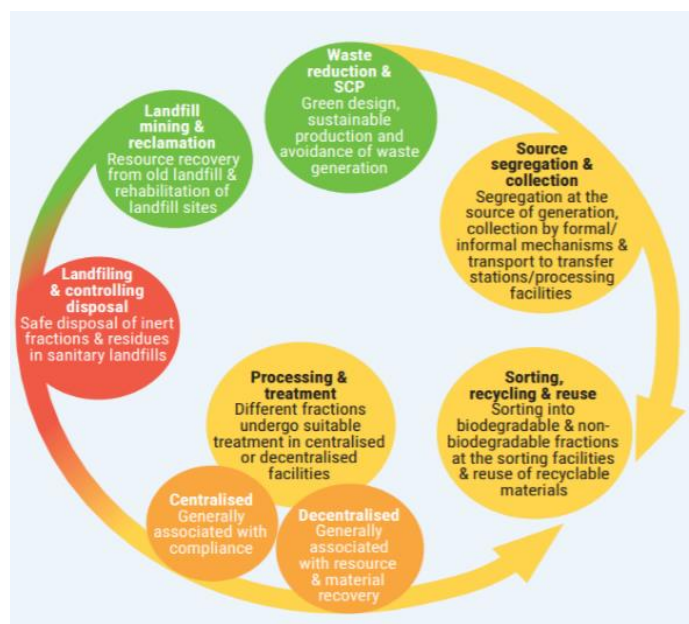 Waste
reduction &
SCP
Green design,
sustainable
production and
avoidance of waste
generation
Landfill
mining &
reclamation
Resource recovery
from old landfill &
rehabilitation of
landfill sites
Source
segregation &
collection
Segregation at the
source of generation,
collection by formal/
informal mechanisms &
transport to transfer
stations/processing
facilities
Landfiling
& controlling
disposal
Safe disposal of inert
fractions & residues
in sanitary landfills
Processing &
treatment
Different fractions
undergo suitable
treatment in centralised
or decentralised
facilities
Sorting,
recycling & reuse
Sorting into
biodegradable & non-
biodegradable fractions
at the sorting facilities
& reuse of recyclable
materials
Centralised
Generally
associated with
compliance
Decentralised
Generally
associated
with resource
& material
recovery